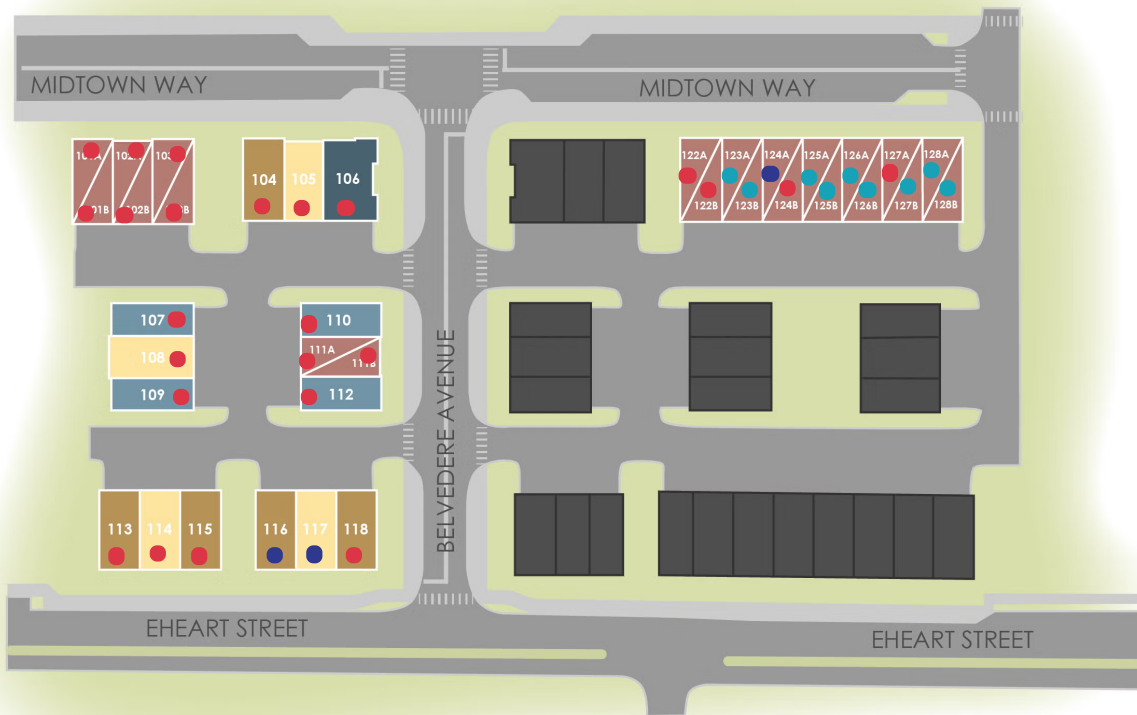 MIDTOWN WAY
MIDTOWN WAY
102B
104
105
106
122A
123A
124A
125A
126A
127A
128A
122B
123B
124B
125B
126B
127B
128B
107
108
109
110
111A
111B
112
BELVEDERE AVENUE
113
114
115
116
117
118
EHEART STREET
EHEART STREET